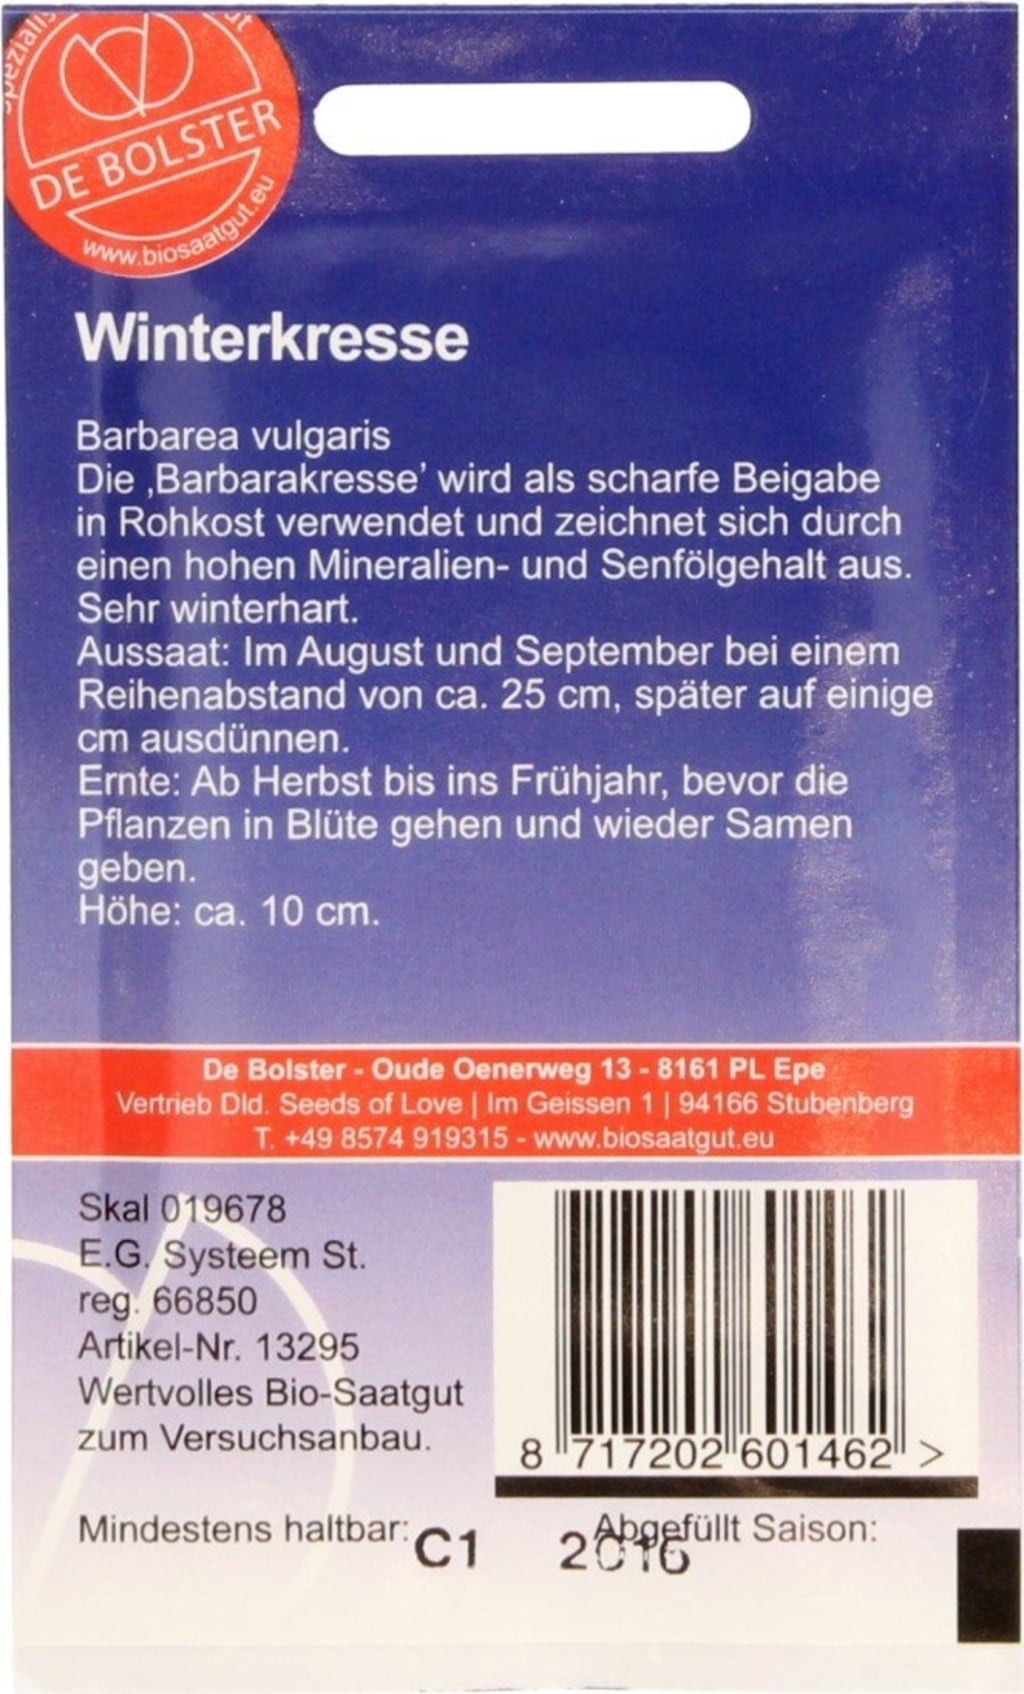 DE BOLSTER
www.biosaatgut.eu
Winterkresse
Barbarea vulgaris
Die ‚Barbarakresse’ wird als scharfe Beigabe
in Rohkost verwendet und zeichnet sich durch
einen hohen Mineralien- und Senfölgehalt aus.
Sehr winterhart.
Aussaat: Im August und September bei einem
Reihenabstand von ca. 25 cm, später auf einige
cm ausdünnen.
Ernte: Ab Herbst bis ins Frühjahr, bevor die
Pflanzen in Blüte gehen und wieder Samen
geben.
Höhe: ca. 10 cm.
De Bolster - Oude Oenerweg 13 - 8161 PL Epe
Vertrieb Dld. Seeds of Love | Im Geissen 1 | 94166 Stubenberg
T. +49 8574 919315 - www.biosaatgut.eu
Skal 019678
E.G. Systeem St.
reg. 66850
Artikel-Nr. 13295
Wertvolles Bio-Saatgut
zum Versuchsanbau.
8 717202 601462 >
Mindestens haltbar: Abgefüllt Saison:
C1 2016